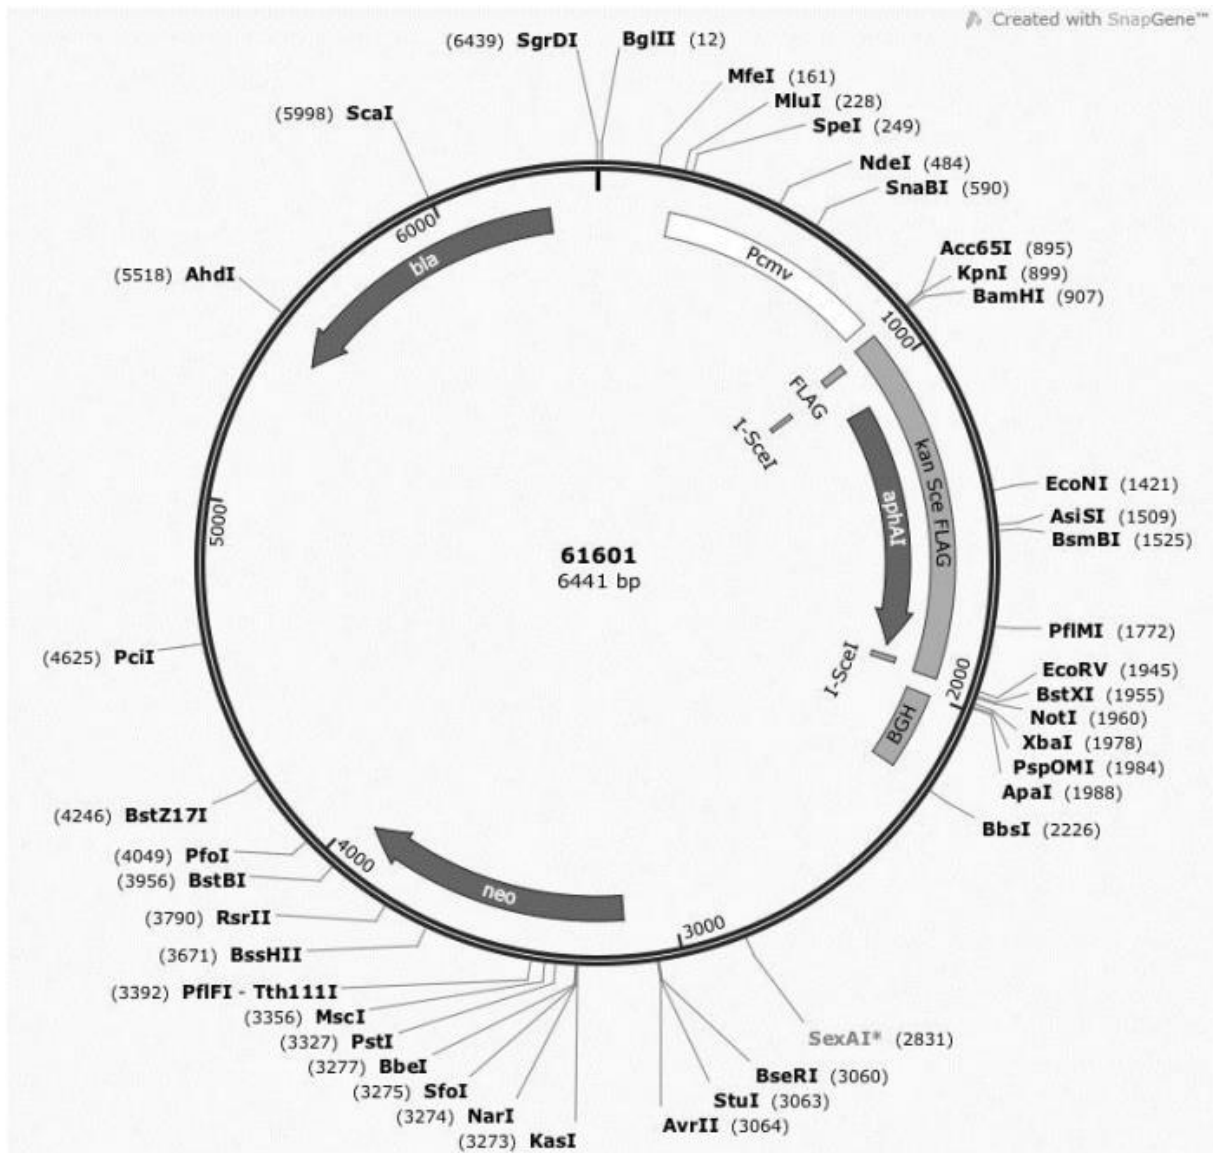 Created with SnapGene™
(6439) SgrDI
BglII (12)
MfeI (161)
MluI (228)
SpeI (249)
NdeI (484)
SnaBI (590)
Acc65I (895)
KpnI (899)
BamHI (907)
1000
EcoNI (1421)
AsiSI (1509)
BsmBI (1525)
PflMI (1772)
EcoRV (1945)
BstXI (1955)
NotI (1960)
XbaI (1978)
PspOMI (1984)
ApaI (1988)
BbsI (2226)
2000
SexAI* (2831)
3000
BseRI (3060)
StuI (3063)
AvrII (3064)
(3273) KasI
(3274) NarI
(3275) SfoI
(3277) BbeI
(3327) PstI
(3356) MscI
(3392) PflFI - Tth111I
(3671) BssHII
(3790) RsrII
(3956) BstBI
(4049) PfoI
4000
(4246) BstZ17I
(4625) PciI
5000
(5518) AhdI
(5998) ScaI
6000
bla
Pcmv
FLAG
I-SceI
aphAI
kan Sce FLAG
I-SceI
BGH
neo
61601
6441 bp